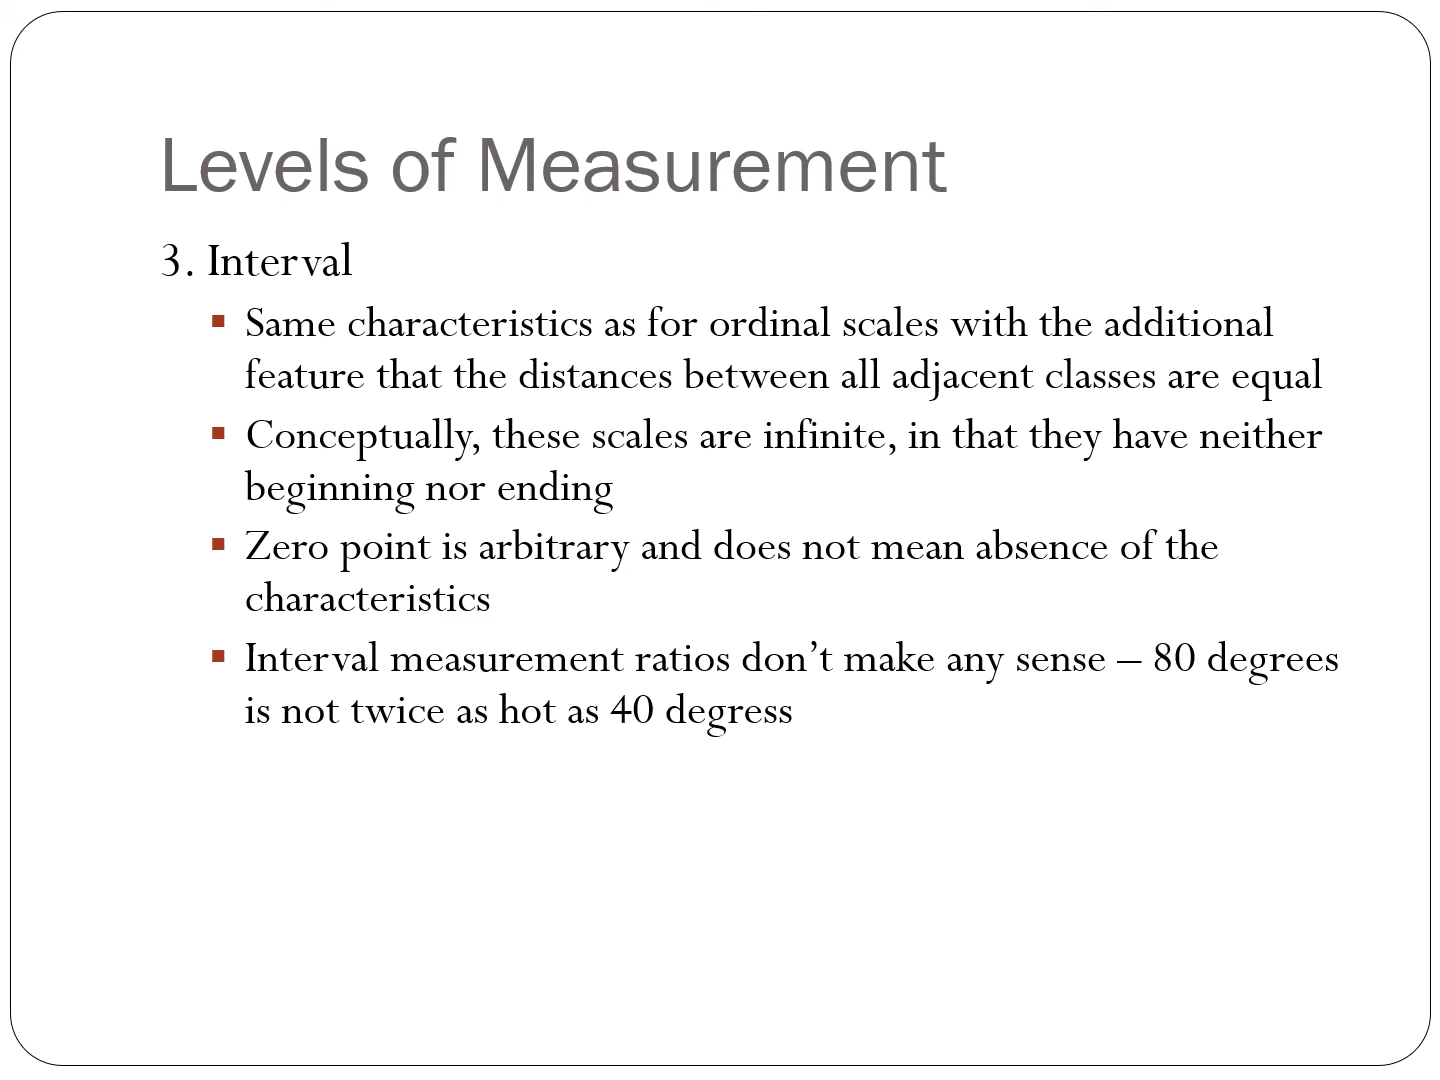 Levels of Measurement
3. Interval
▪ Same characteristics as for ordinal scales with the additional
feature that the distances between all adjacent classes are equal
▪ Conceptually, these scales are infinite, in that they have neither
beginning nor ending
▪ Zero point is arbitrary and does not mean absence of the
characteristics
▪ Interval measurement ratios don’t make any sense – 80 degrees
is not twice as hot as 40 degress